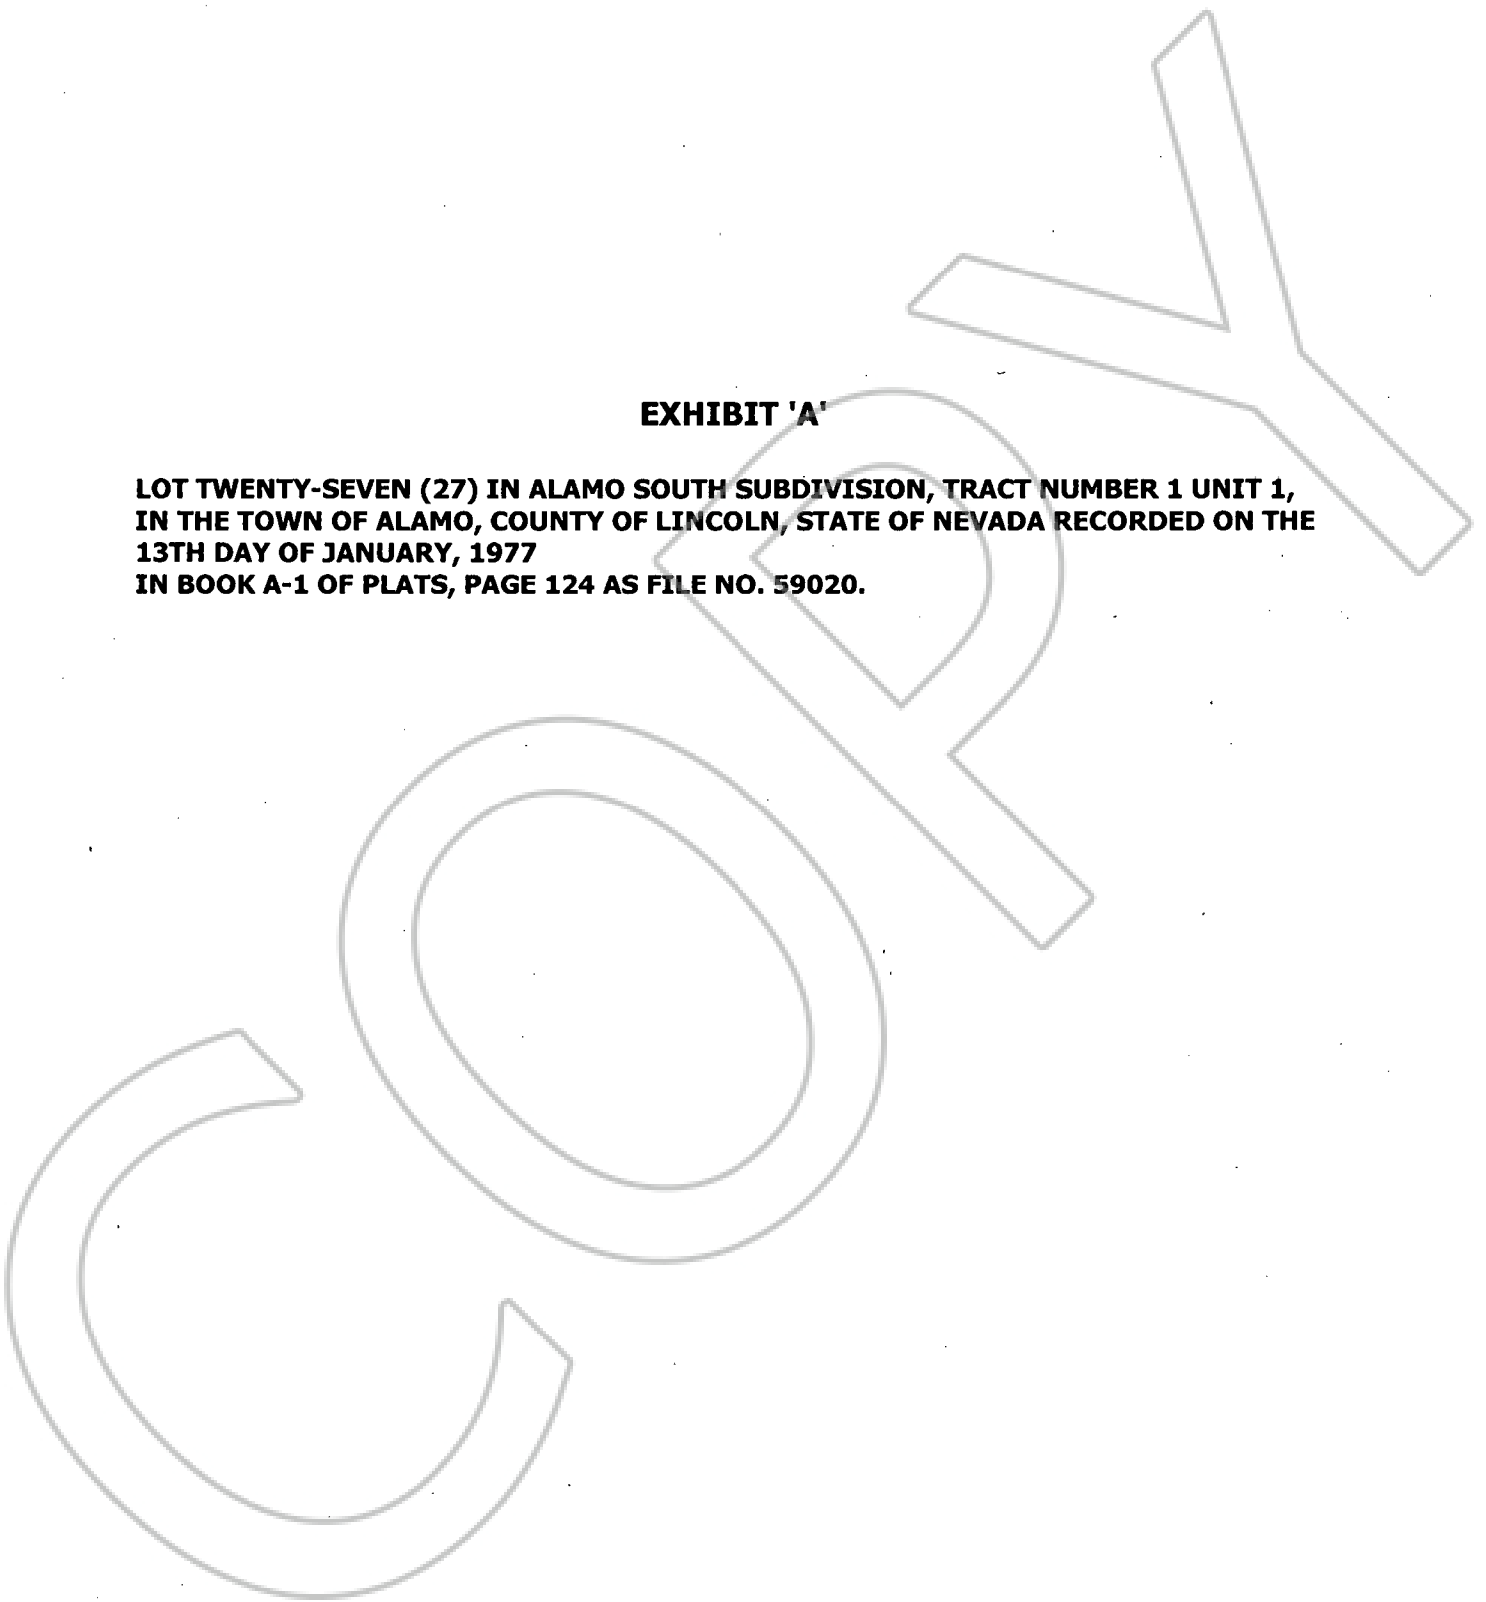 EXHIBIT 'A'
LOT TWENTY-SEVEN (27) IN ALAMO SOUTH SUBDIVISION, TRACT NUMBER 1 UNIT 1,
IN THE TOWN OF ALAMO, COUNTY OF LINCOLN, STATE OF NEVADA RECORDED ON THE
13TH DAY OF JANUARY, 1977
IN BOOK A-1 OF PLATS, PAGE 124 AS FILE NO. 59020.
COPY